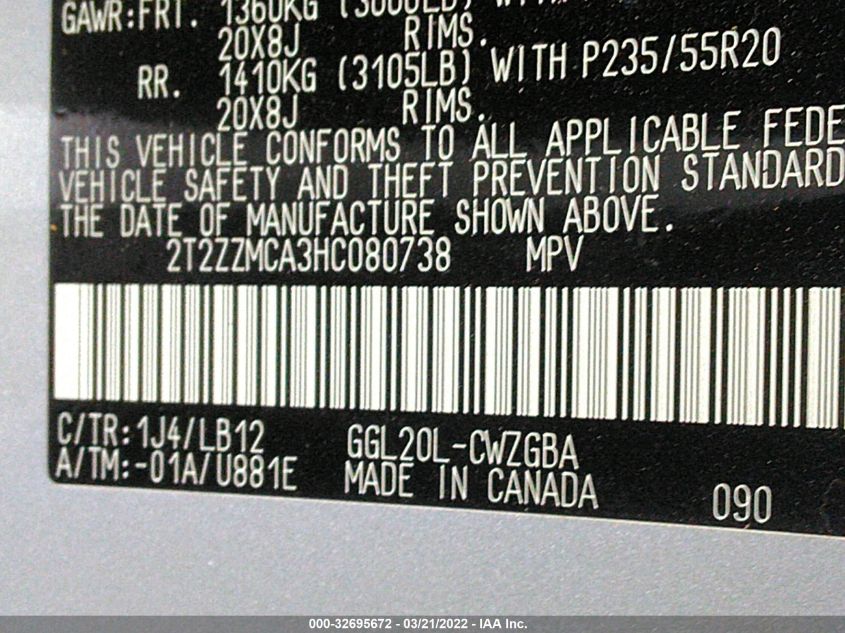 GAWR:FRT. 1360KG (3000LB) WITH
20X8J RIMS.
RR. 1410KG (3105LB) WITH P235/55R20
20X8J RIMS.
THIS VEHICLE CONFORMS TO ALL APPLICABLE FEDE
VEHICLE SAFETY AND THEFT PREVENTION STANDARD
THE DATE OF MANUFACTURE SHOWN ABOVE.
2T2ZZMCA3HC080738 MPV
C/TR:1J4/LB12 GGL20L-CWZGBA
A/TM:-01A/U881E MADE IN CANADA 090
000-32695672 — 03/21/2022 — IAA Inc.